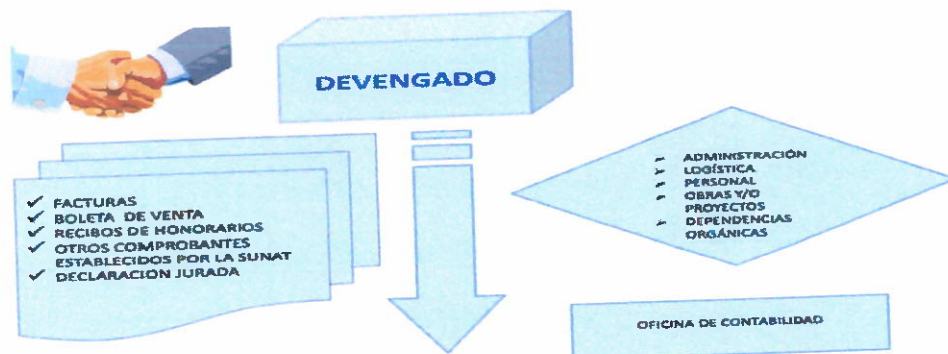 DEVENGADO
✓ FACTURAS
✓ BOLETA DE VENTA
✓ RECIBOS DE HONORARIOS
✓ OTROS COMPROBANTES
ESTABLECIDOS POR LA SUNAT
✓ DECLARACION JURADA
➢ ADMINISTRACIÓN
➢ LOGÍSTICA
➢ PERSONAL
➢ OBRAS Y/O
PROYECTOS
➢ DEPENDENCIAS
ORGÁNICAS
OFICINA DE CONTABILIDAD